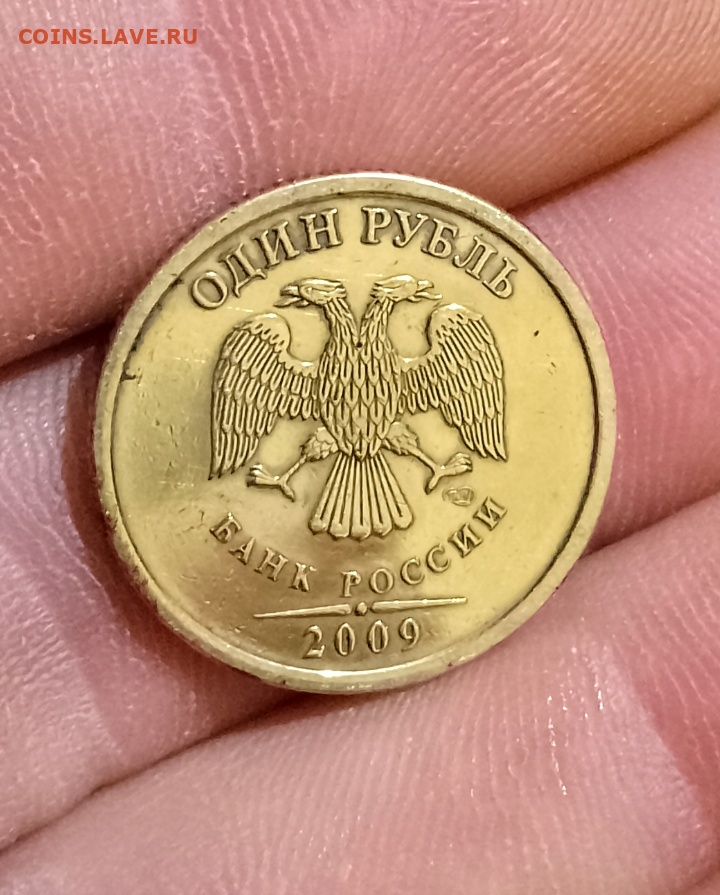 COINS.LAVE.RU
ОДИН РУБЛЬ
БАНК РОССИИ
2009